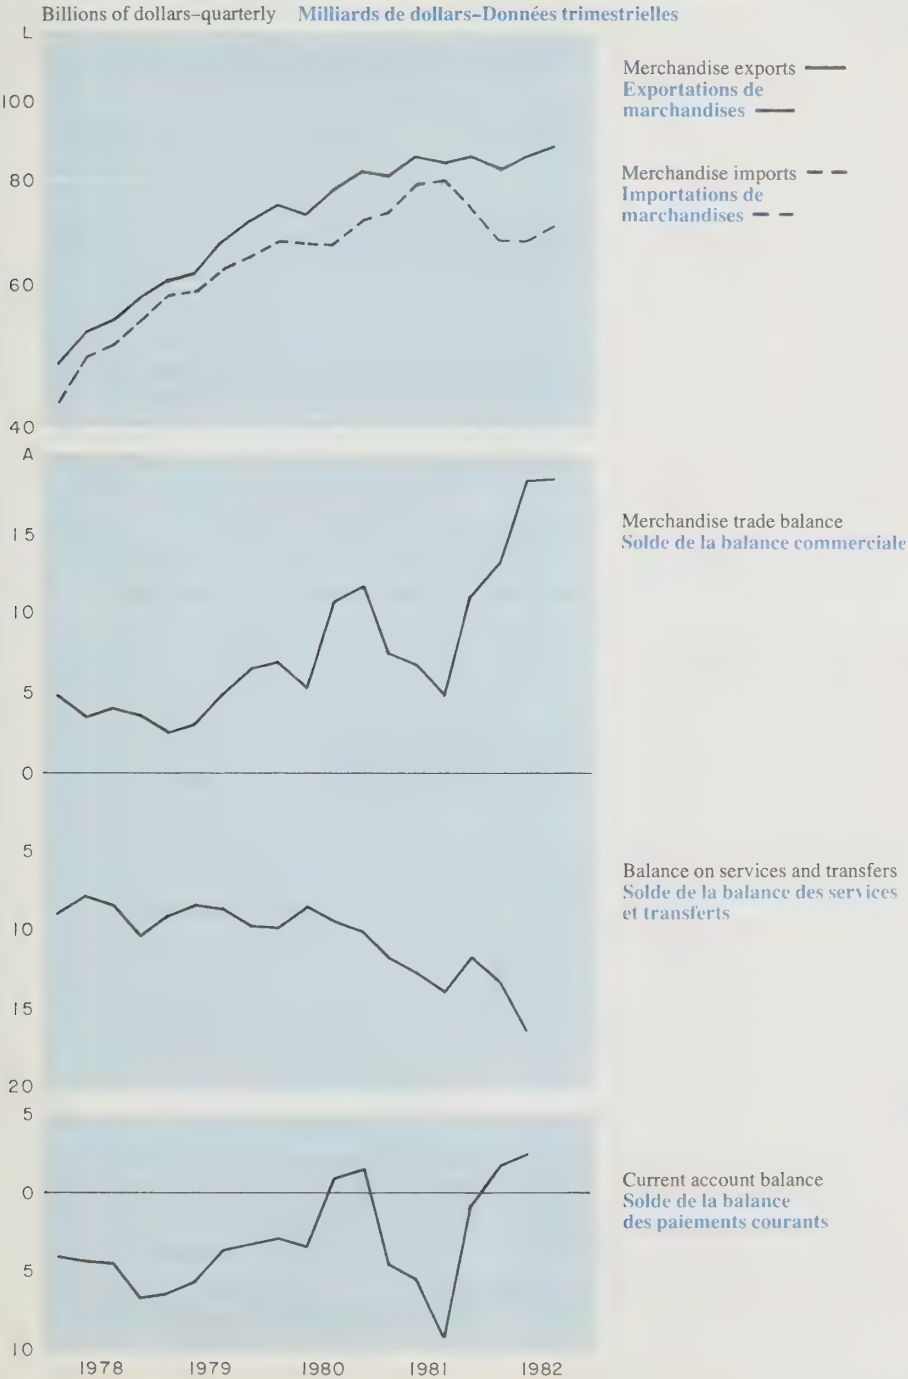 Billions of dollars–quarterly Milliards de dollars–Données trimestrielles
L
100
80
60
40
Merchandise exports
Exportations de
marchandises
Merchandise imports
Importations de
marchandises
A
15
10
5
0
5
10
15
20
Merchandise trade balance
Solde de la balance commerciale
Balance on services and transfers
Solde de la balance des services
et transferts
5
0
5
10
Current account balance
Solde de la balance
des paiements courants
1978 1979 1980 1981 1982